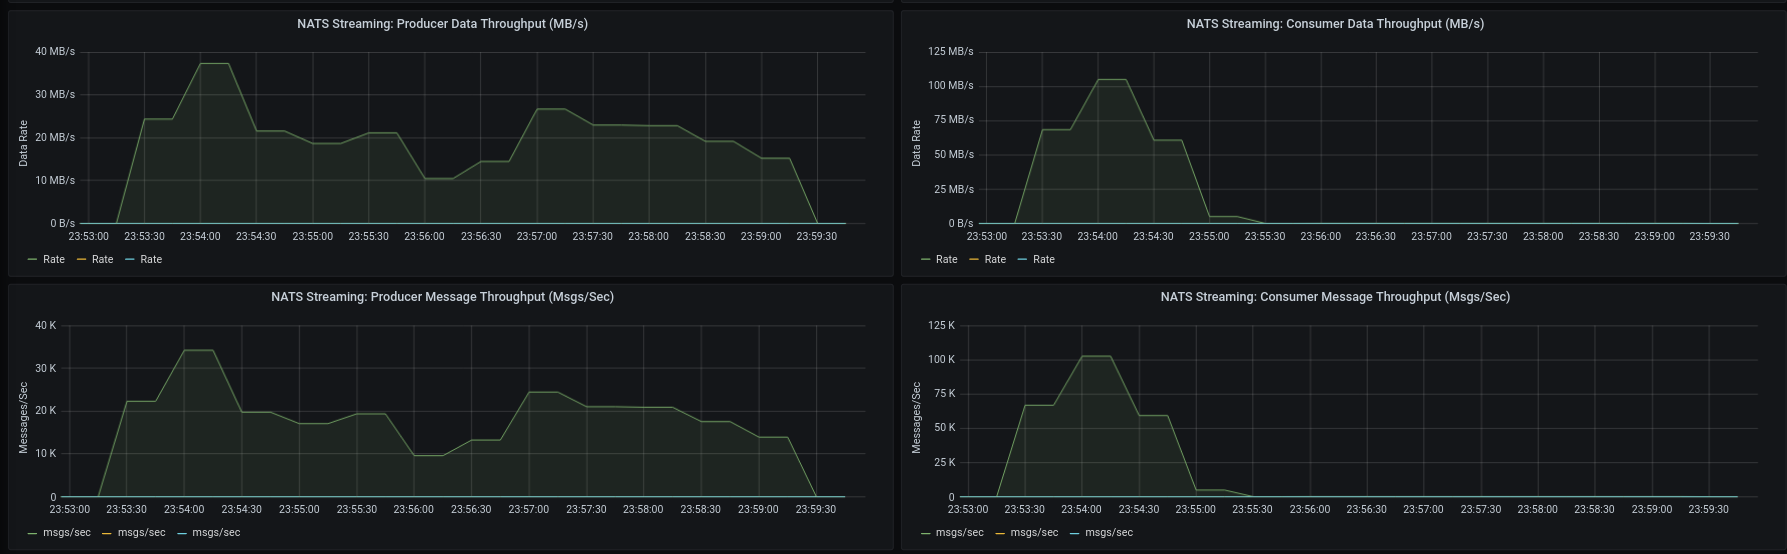 NATS Streaming: Producer Data Throughput (MB/s)
Data Rate
40 MB/s
30 MB/s
20 MB/s
10 MB/s
0 B/s
23:53:00 23:53:30 23:54:00 23:54:30 23:55:00 23:55:30 23:56:00 23:56:30 23:57:00 23:57:30 23:58:00 23:58:30 23:59:00 23:59:30
Rate Rate Rate
NATS Streaming: Consumer Data Throughput (MB/s)
Data Rate
125 MB/s
100 MB/s
75 MB/s
50 MB/s
25 MB/s
0 B/s
23:53:00 23:53:30 23:54:00 23:54:30 23:55:00 23:55:30 23:56:00 23:56:30 23:57:00 23:57:30 23:58:00 23:58:30 23:59:00 23:59:30
Rate Rate Rate
NATS Streaming: Producer Message Throughput (Msgs/Sec)
Messages/Sec
40 K
30 K
20 K
10 K
0
23:53:00 23:53:30 23:54:00 23:54:30 23:55:00 23:55:30 23:56:00 23:56:30 23:57:00 23:57:30 23:58:00 23:58:30 23:59:00 23:59:30
msgs/sec msgs/sec msgs/sec
NATS Streaming: Consumer Message Throughput (Msgs/Sec)
Messages/Sec
125 K
100 K
75 K
50 K
25 K
0
23:53:00 23:53:30 23:54:00 23:54:30 23:55:00 23:55:30 23:56:00 23:56:30 23:57:00 23:57:30 23:58:00 23:58:30 23:59:00 23:59:30
msgs/sec msgs/sec msgs/sec